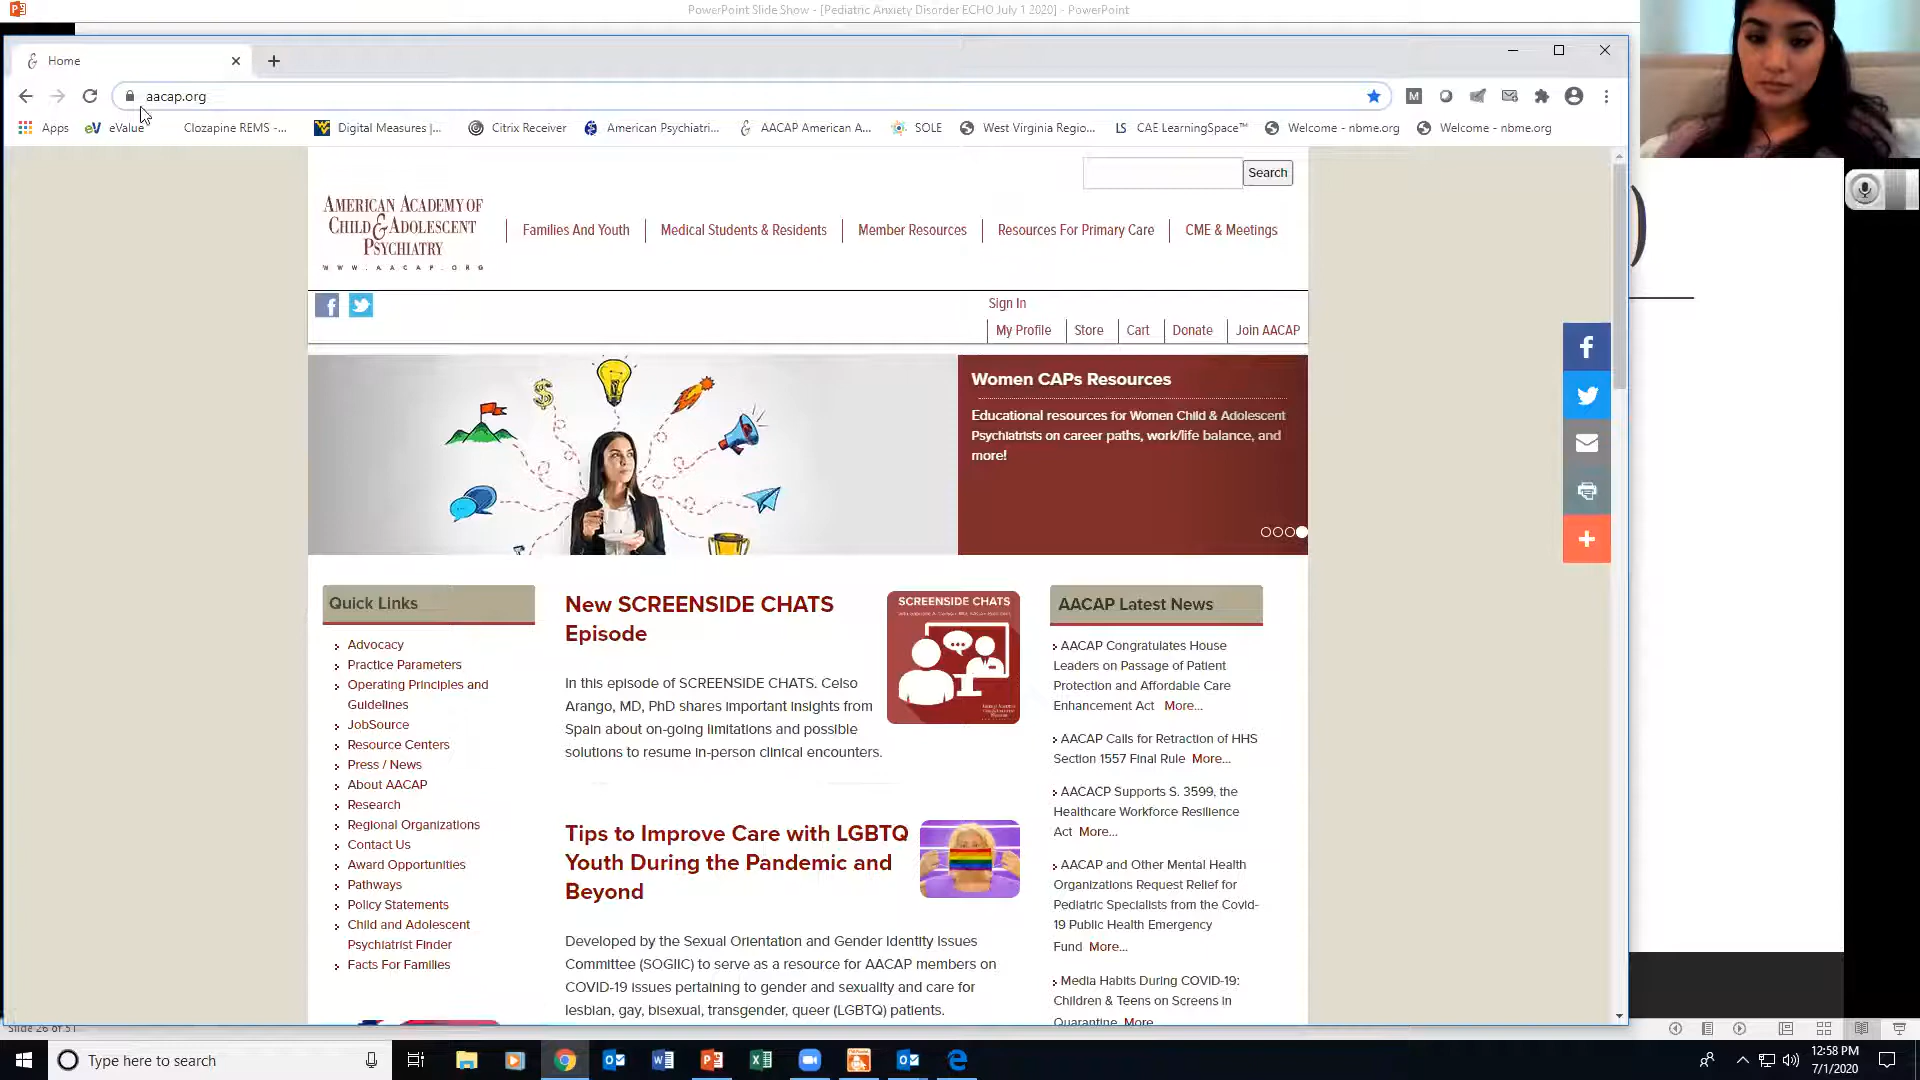 PowerPoint Slide Show - [Pediatric Anxiety Disorder ECHO July 1 2020] - PowerPoint
Home
aacap.org
Apps
eValue
Clozapine REMS -...
Digital Measures |...
Citrix Receiver
American Psychiatri...
AACAP American A...
SOLE
West Virginia Regio...
LS CAE LearningSpace™
Welcome - nbme.org
Welcome - nbme.org
Search
AMERICAN ACADEMY OF
CHILD & ADOLESCENT
PSYCHIATRY
WWW.AACAP.ORG
Families And Youth
Medical Students & Residents
Member Resources
Resources For Primary Care
CME & Meetings
Sign In
My Profile
Store
Cart
Donate
Join AACAP
Women CAPs Resources
Educational resources for Women Child & Adolescent
Psychiatrists on career paths, work/life balance, and
more!
Quick Links
Advocacy
Practice Parameters
Operating Principles and
Guidelines
JobSource
Resource Centers
Press / News
About AACAP
Research
Regional Organizations
Contact Us
Award Opportunities
Pathways
Policy Statements
Child and Adolescent
Psychiatrist Finder
Facts For Families
New SCREENSIDE CHATS
Episode
SCREENSIDE CHATS
In this episode of SCREENSIDE CHATS. Celso
Arango, MD, PhD shares important insights from
Spain about on-going limitations and possible
solutions to resume in-person clinical encounters.
Tips to Improve Care with LGBTQ
Youth During the Pandemic and
Beyond
Developed by the Sexual Orientation and Gender Identity Issues
Committee (SOGIIC) to serve as a resource for AACAP members on
COVID-19 issues pertaining to gender and sexuality and care for
lesbian, gay, bisexual, transgender, queer (LGBTQ) patients.
AACAP Latest News
AACAP Congratulates House
Leaders on Passage of Patient
Protection and Affordable Care
Enhancement Act More...
AACAP Calls for Retraction of HHS
Section 1557 Final Rule More...
AACACP Supports S. 3599, the
Healthcare Workforce Resilience
Act More...
AACAP and Other Mental Health
Organizations Request Relief for
Pediatric Specialists from the Covid-
19 Public Health Emergency
Fund More...
Media Habits During COVID-19:
Children & Teens on Screens in
Quarantine More
Slide 26 of 51
Type here to search
12:58 PM
7/1/2020